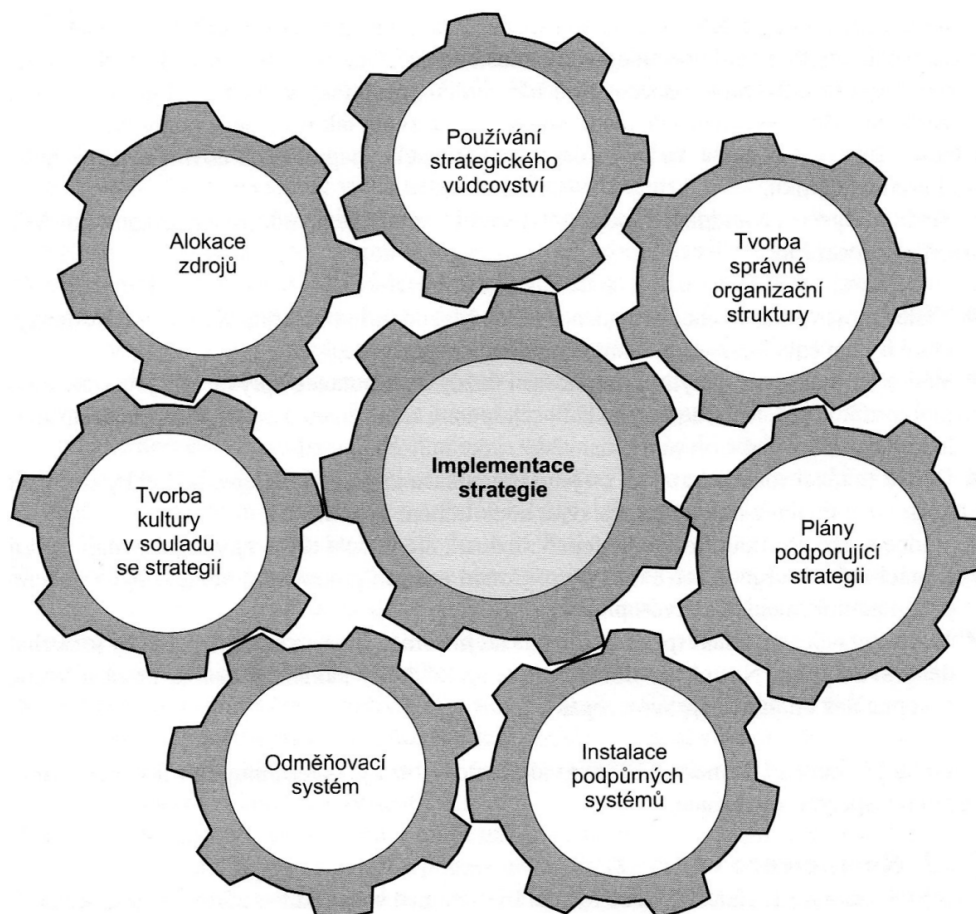 Používání
strategického
vůdcovství
Alokace
zdrojů
Tvorba
správné
organizační
struktury
Implementace
strategie
Tvorba
kultury
v souladu
se strategií
Plány
podporující
strategii
Odměňovací
systém
Instalace
podpůrných
systémů